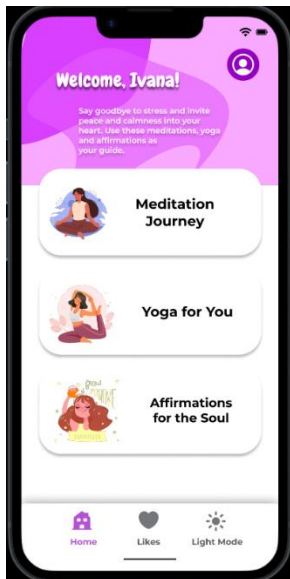 Welcome, Ivana!
Say goodbye to stress and invite
peace and calmness into your
heart. Use these meditations, yoga
and affirmations as
your guide.
Meditation
Journey
Yoga for You
Affirmations
for the Soul
Home
Likes
Light Mode